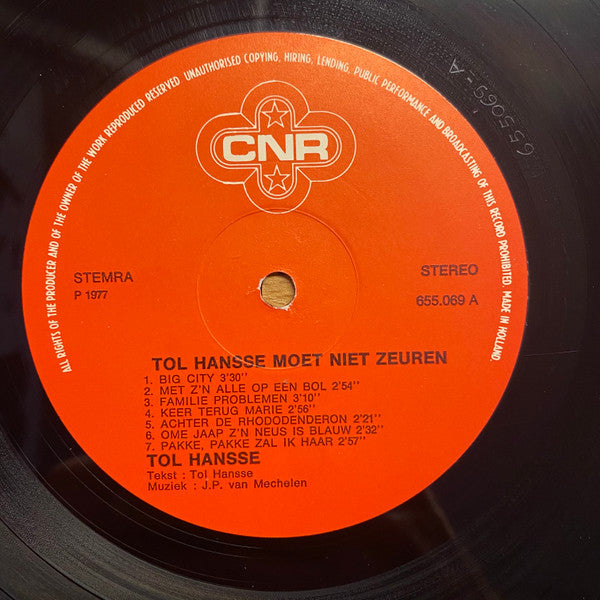 ALL RIGHTS OF THE PRODUCER AND OF THE OWNER OF THE WORK REPRODUCED RESERVED. UNAUTHORISED COPYING, HIRING, LENDING, PUBLIC PERFORMANCE AND BROADCASTING OF THIS RECORD PROHIBITED. MADE IN HOLLAND.
CNR
STEMRA
P 1977
STEREO
655.069 A
TOL HANSSE MOET NIET ZEUREN
1. BIG CITY 3'30''
2. MET Z'N ALLE OP EEN BOL 2'54''
3. FAMILIE PROBLEMEN 3'10''
4. KEER TERUG MARIE 2'56''
5. ACHTER DE RHODODENDERON 2'21''
6. OME JAAP Z'N NEUS IS BLAUW 2'32
7. PAKKE, PAKKE ZAL IK HAAR 2'57''
TOL HANSSE
Tekst : Tol Hansse
Muziek : J.P. van Mechelen
655069-A